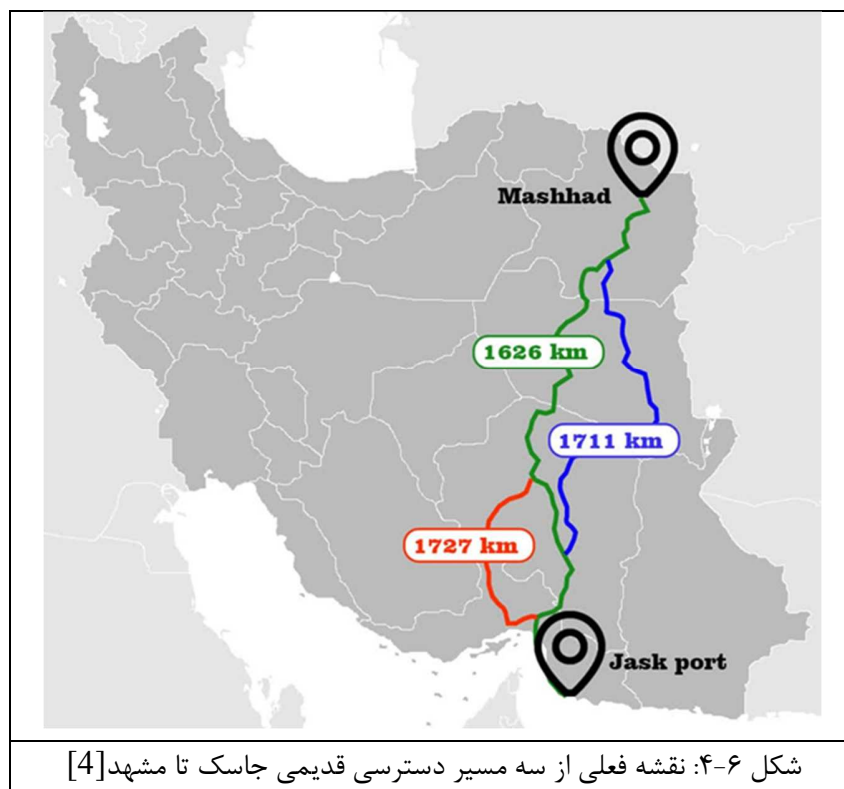 Mashhad
1626 km
1711 km
1727 km
Jask port
شکل ۶-۴: نقشه فعلی از سه مسیر دسترسی قدیمی جاسک تا مشهد[4]